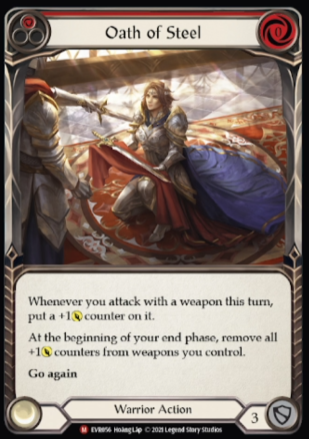 Oath of Steel
0
Whenever you attack with a weapon this turn,
put a +1 counter on it.
At the beginning of your end phase, remove all
+1 counters from weapons you control.
Go again
Warrior Action
3
M EVR056 Hoàng Lập © 2023 Legend Story Studios